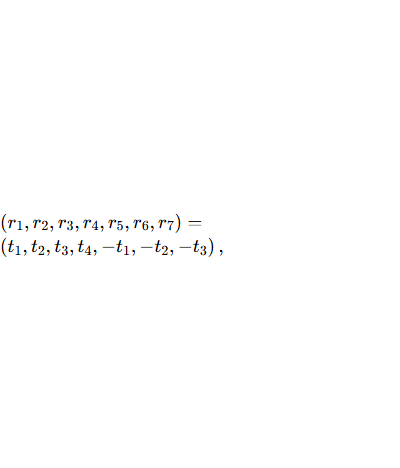 (r₁, r₂, r₃, r₄, r₅, r₆, r₇) =
(t₁, t₂, t₃, t₄, −t₁, −t₂, −t₃) ,